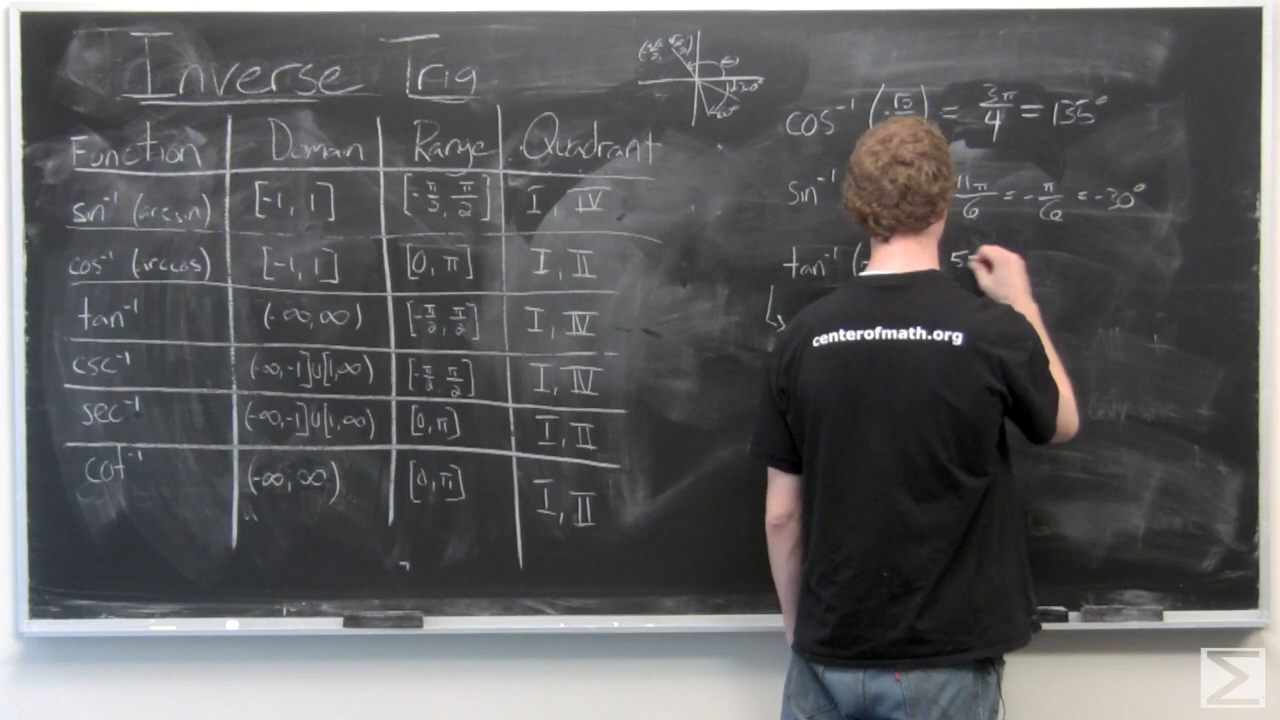 Inverse Trig
Function Domain Range Quadrant
sin⁻¹ (arcsin) [-1, 1] [-π/2, π/2] I, IV
cos⁻¹ (arccos) [-1, 1] [0, π] I, II
tan⁻¹ (-∞, ∞) [-π/2, π/2] I, IV
csc⁻¹ (-∞, -1]∪[1, ∞) [-π/2, π/2] I, IV
sec⁻¹ (-∞, -1]∪[1, ∞) [0, π] I, II
cot⁻¹ (-∞, ∞) [0, π] I, II
cos⁻¹ ( ) = 3π/4 = 135°
sin⁻¹ 11π/6 = -π/6 = -30°
tan⁻¹ (- 5
centerofmath.org
Σ